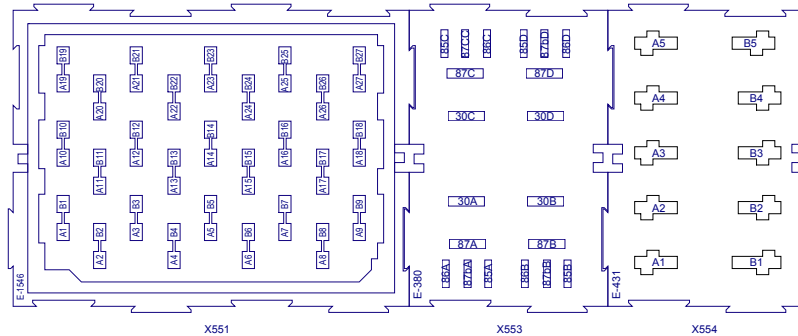 B19 B21 B23 B25 B27
A19 B20 A21 B22 A23 B24 A25 B26 A27
A20 A22 A24 A26
B10 B12 B14 B16 B18
A10 B11 A12 B13 A14 B15 A16 B17 A18
A11 A13 A15 A17
B1 B3 B5 B7 B9
A1 B2 A3 B4 A5 B6 A7 B8 A9
A2 A4 A6 A8
E-1546
X551
85C 86C 85D 87bD 86D
87C 87D
30C 30D
30A 30B
87A 87B
86A 87bA 85A 86B 87bB 85B
E-380
X553
A5 B5
A4 B4
A3 B3
A2 B2
A1 B1
E-431
X554